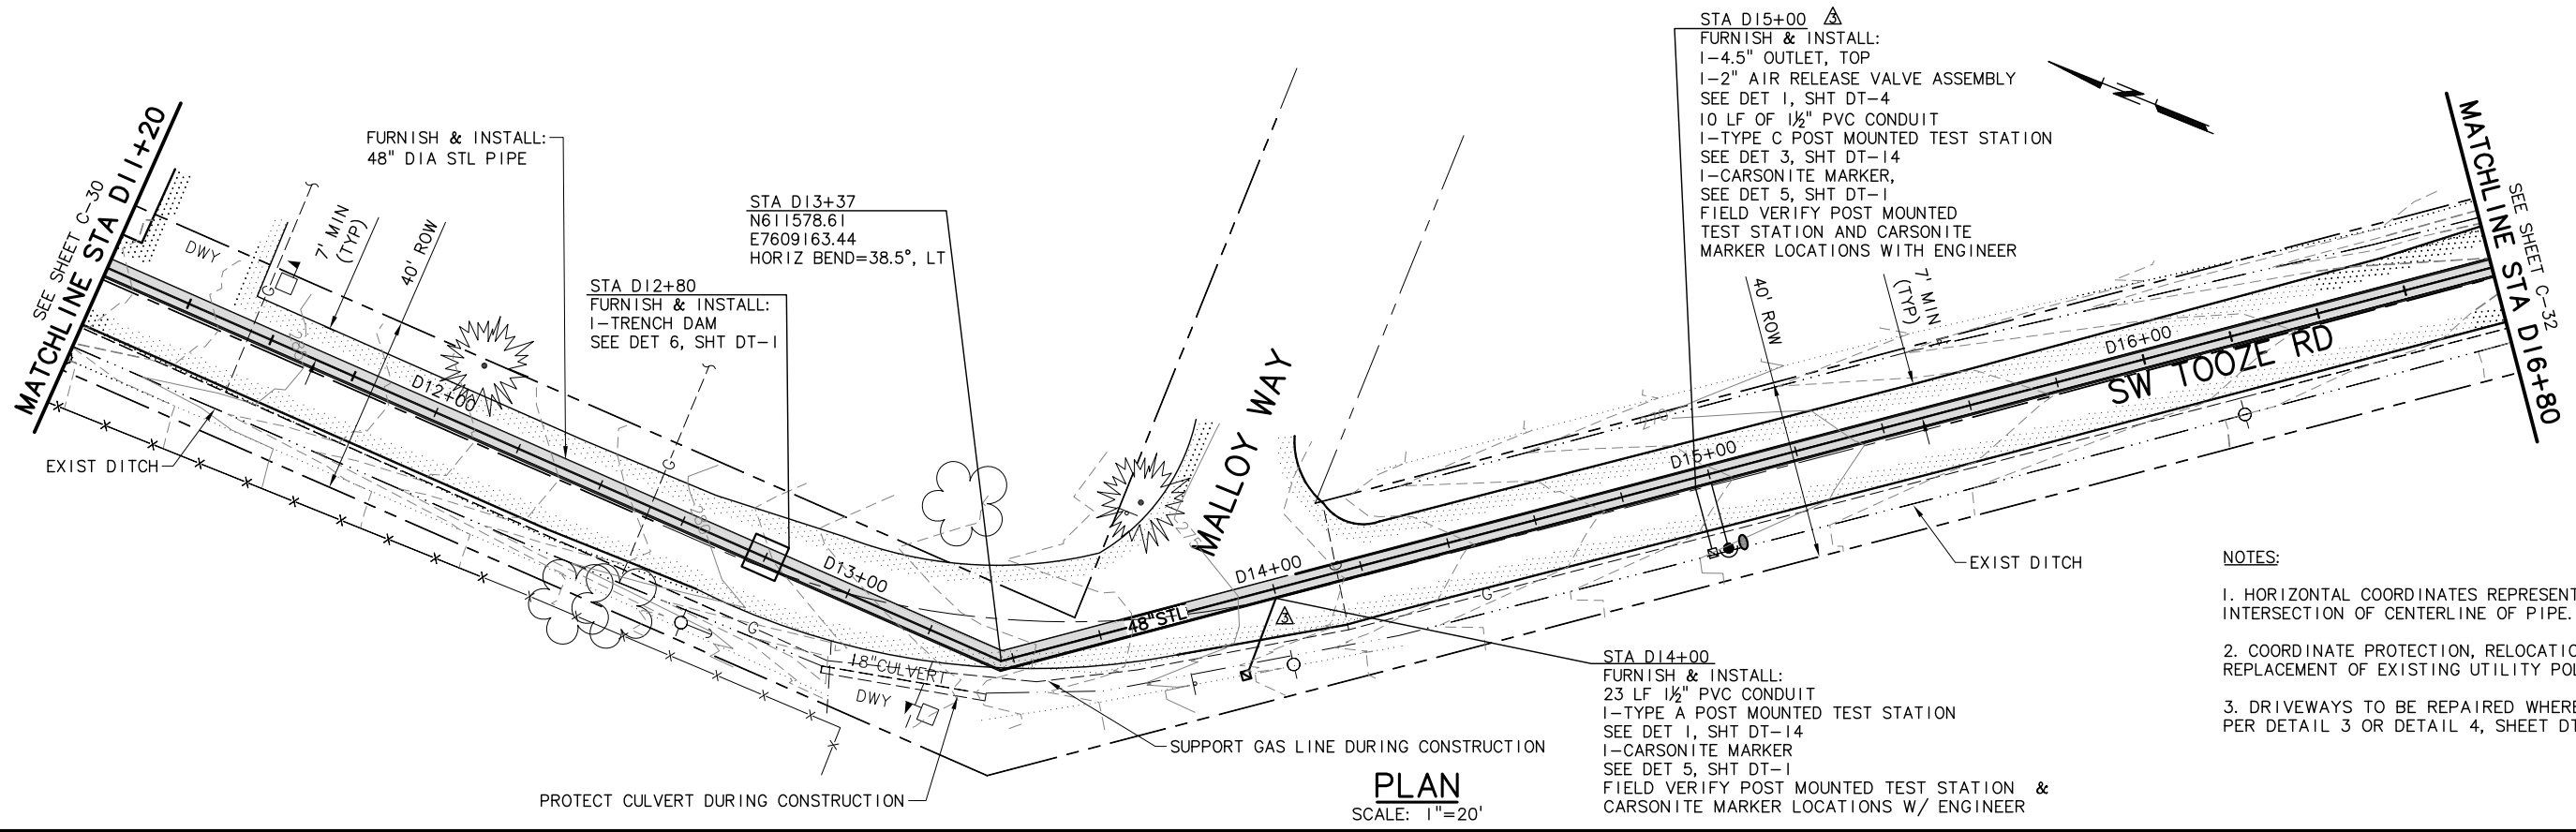 MATCHLINE STA D11+20
SEE SHEET C-30
FURNISH & INSTALL:
48" DIA STL PIPE
DWY
7' MIN
(TYP)
40' ROW
G
D12+00
EXIST DITCH
STA D12+80
FURNISH & INSTALL:
1-TRENCH DAM
SEE DET 6, SHT DT-1
STA D13+37
N611578.61
E7609163.44
HORIZ BEND=38.5°, LT
G
D13+00
G
18"CULVERT
DWY
PROTECT CULVERT DURING CONSTRUCTION
SUPPORT GAS LINE DURING CONSTRUCTION
48"STL
MALLOY WAY
D14+00
3
G
STA D14+00
FURNISH & INSTALL:
23 LF 1½" PVC CONDUIT
1-TYPE A POST MOUNTED TEST STATION
SEE DET 1, SHT DT-14
1-CARSONITE MARKER
SEE DET 5, SHT DT-1
FIELD VERIFY POST MOUNTED TEST STATION &
CARSONITE MARKER LOCATIONS W/ ENGINEER
STA D15+00 3
FURNISH & INSTALL:
1-4.5" OUTLET, TOP
1-2" AIR RELEASE VALVE ASSEMBLY
SEE DET 1, SHT DT-4
10 LF OF 1½" PVC CONDUIT
1-TYPE C POST MOUNTED TEST STATION
SEE DET 3, SHT DT-14
1-CARSONITE MARKER,
SEE DET 5, SHT DT-1
FIELD VERIFY POST MOUNTED
TEST STATION AND CARSONITE
MARKER LOCATIONS WITH ENGINEER
40' ROW
7' MIN
(TYP)
D15+00
D16+00
SW TOOZE RD
EXIST DITCH
N
MATCHLINE STA D16+80
SEE SHEET C-32
PLAN
SCALE: 1"=20'
NOTES:
1. HORIZONTAL COORDINATES REPRESENT
INTERSECTION OF CENTERLINE OF PIPE.
2. COORDINATE PROTECTION, RELOCATIO
REPLACEMENT OF EXISTING UTILITY POL
3. DRIVEWAYS TO BE REPAIRED WHERE
PER DETAIL 3 OR DETAIL 4, SHEET DT